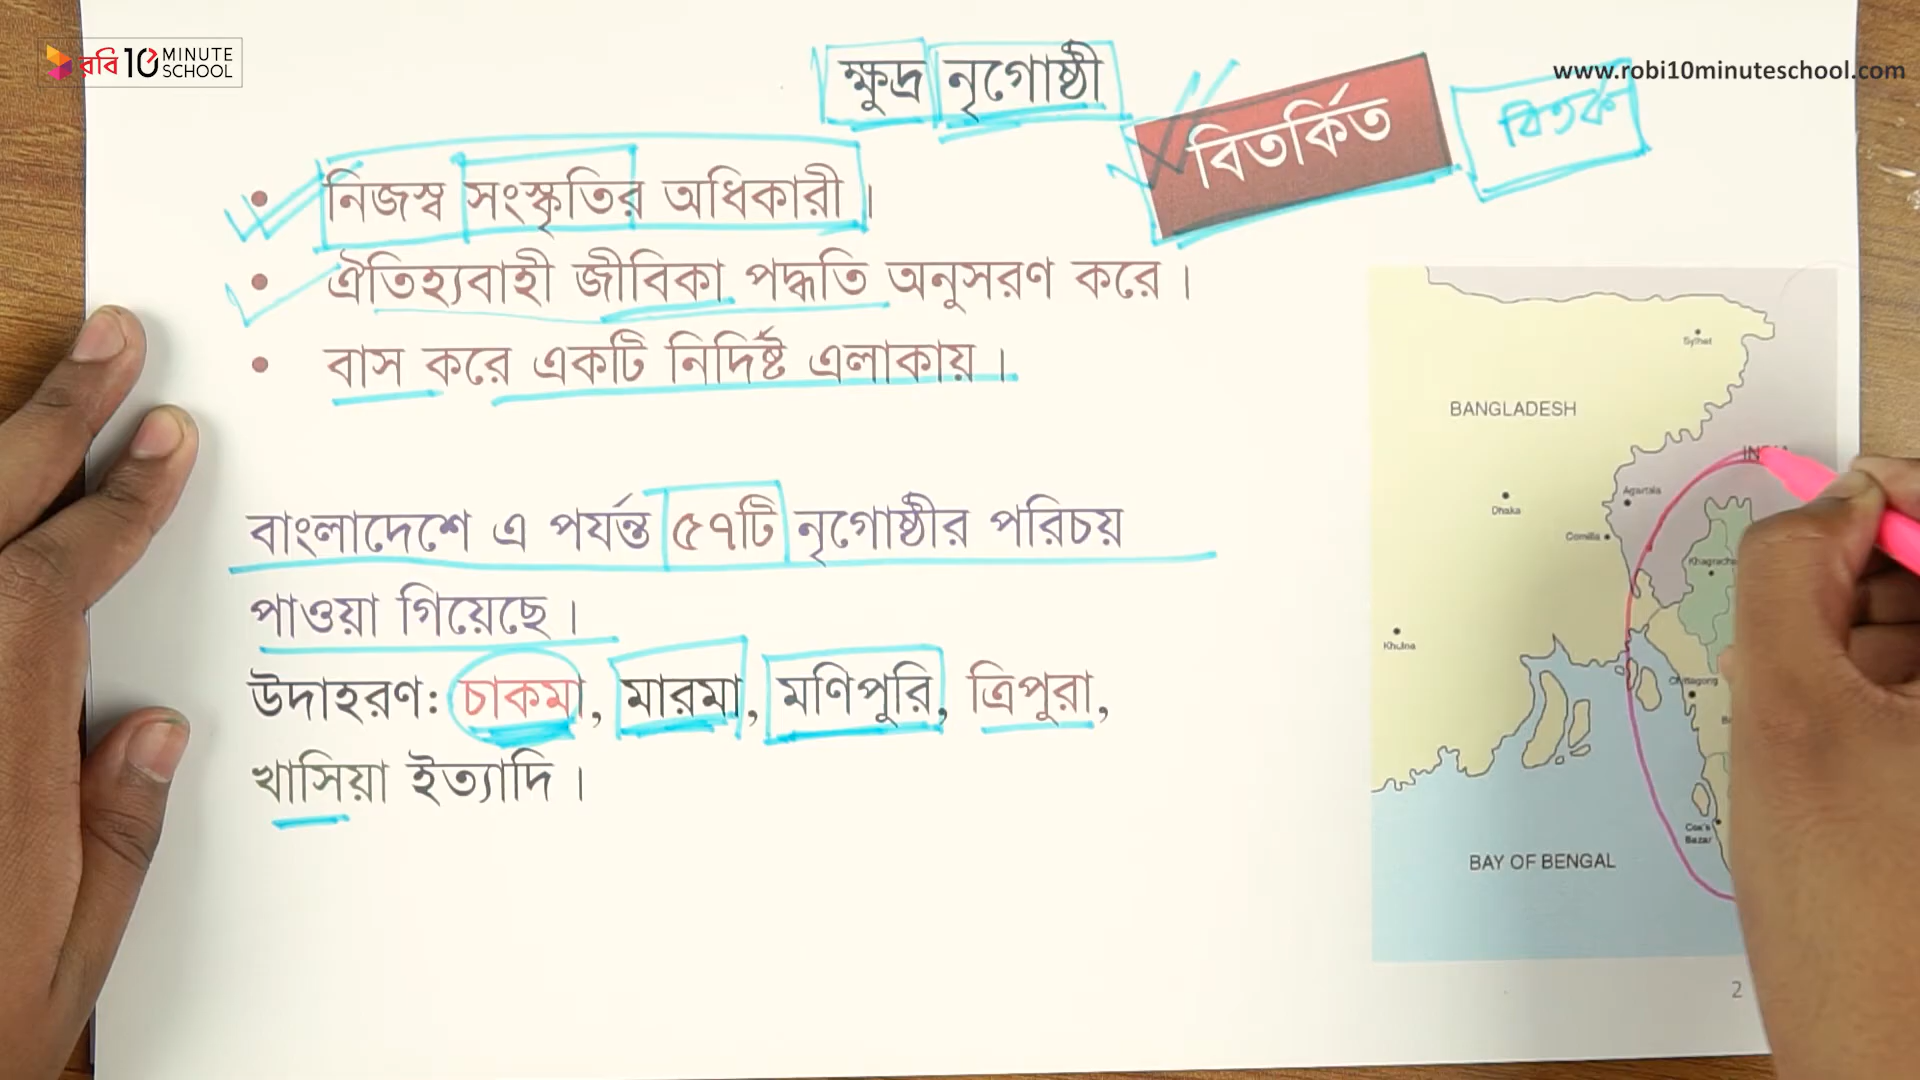 রবি 10 MINUTE SCHOOL
www.robi10minuteschool.com
ক্ষুদ্র নৃগোষ্ঠী
বিতর্কিত
বিতর্ক
• নিজস্ব সংস্কৃতির অধিকারী ।
• ঐতিহ্যবাহী জীবিকা পদ্ধতি অনুসরণ করে ।
• বাস করে একটি নির্দিষ্ট এলাকায় ।
বাংলাদেশে এ পর্যন্ত ৫৭টি নৃগোষ্ঠীর পরিচয়
পাওয়া গিয়েছে ।
উদাহরণ: চাকমা, মারমা, মণিপুরি, ত্রিপুরা,
খাসিয়া ইত্যাদি ।
Sylhet
BANGLADESH
Agartala
Dhaka
Comilla
Khulna
Cox's
Bazar
BAY OF BENGAL
2